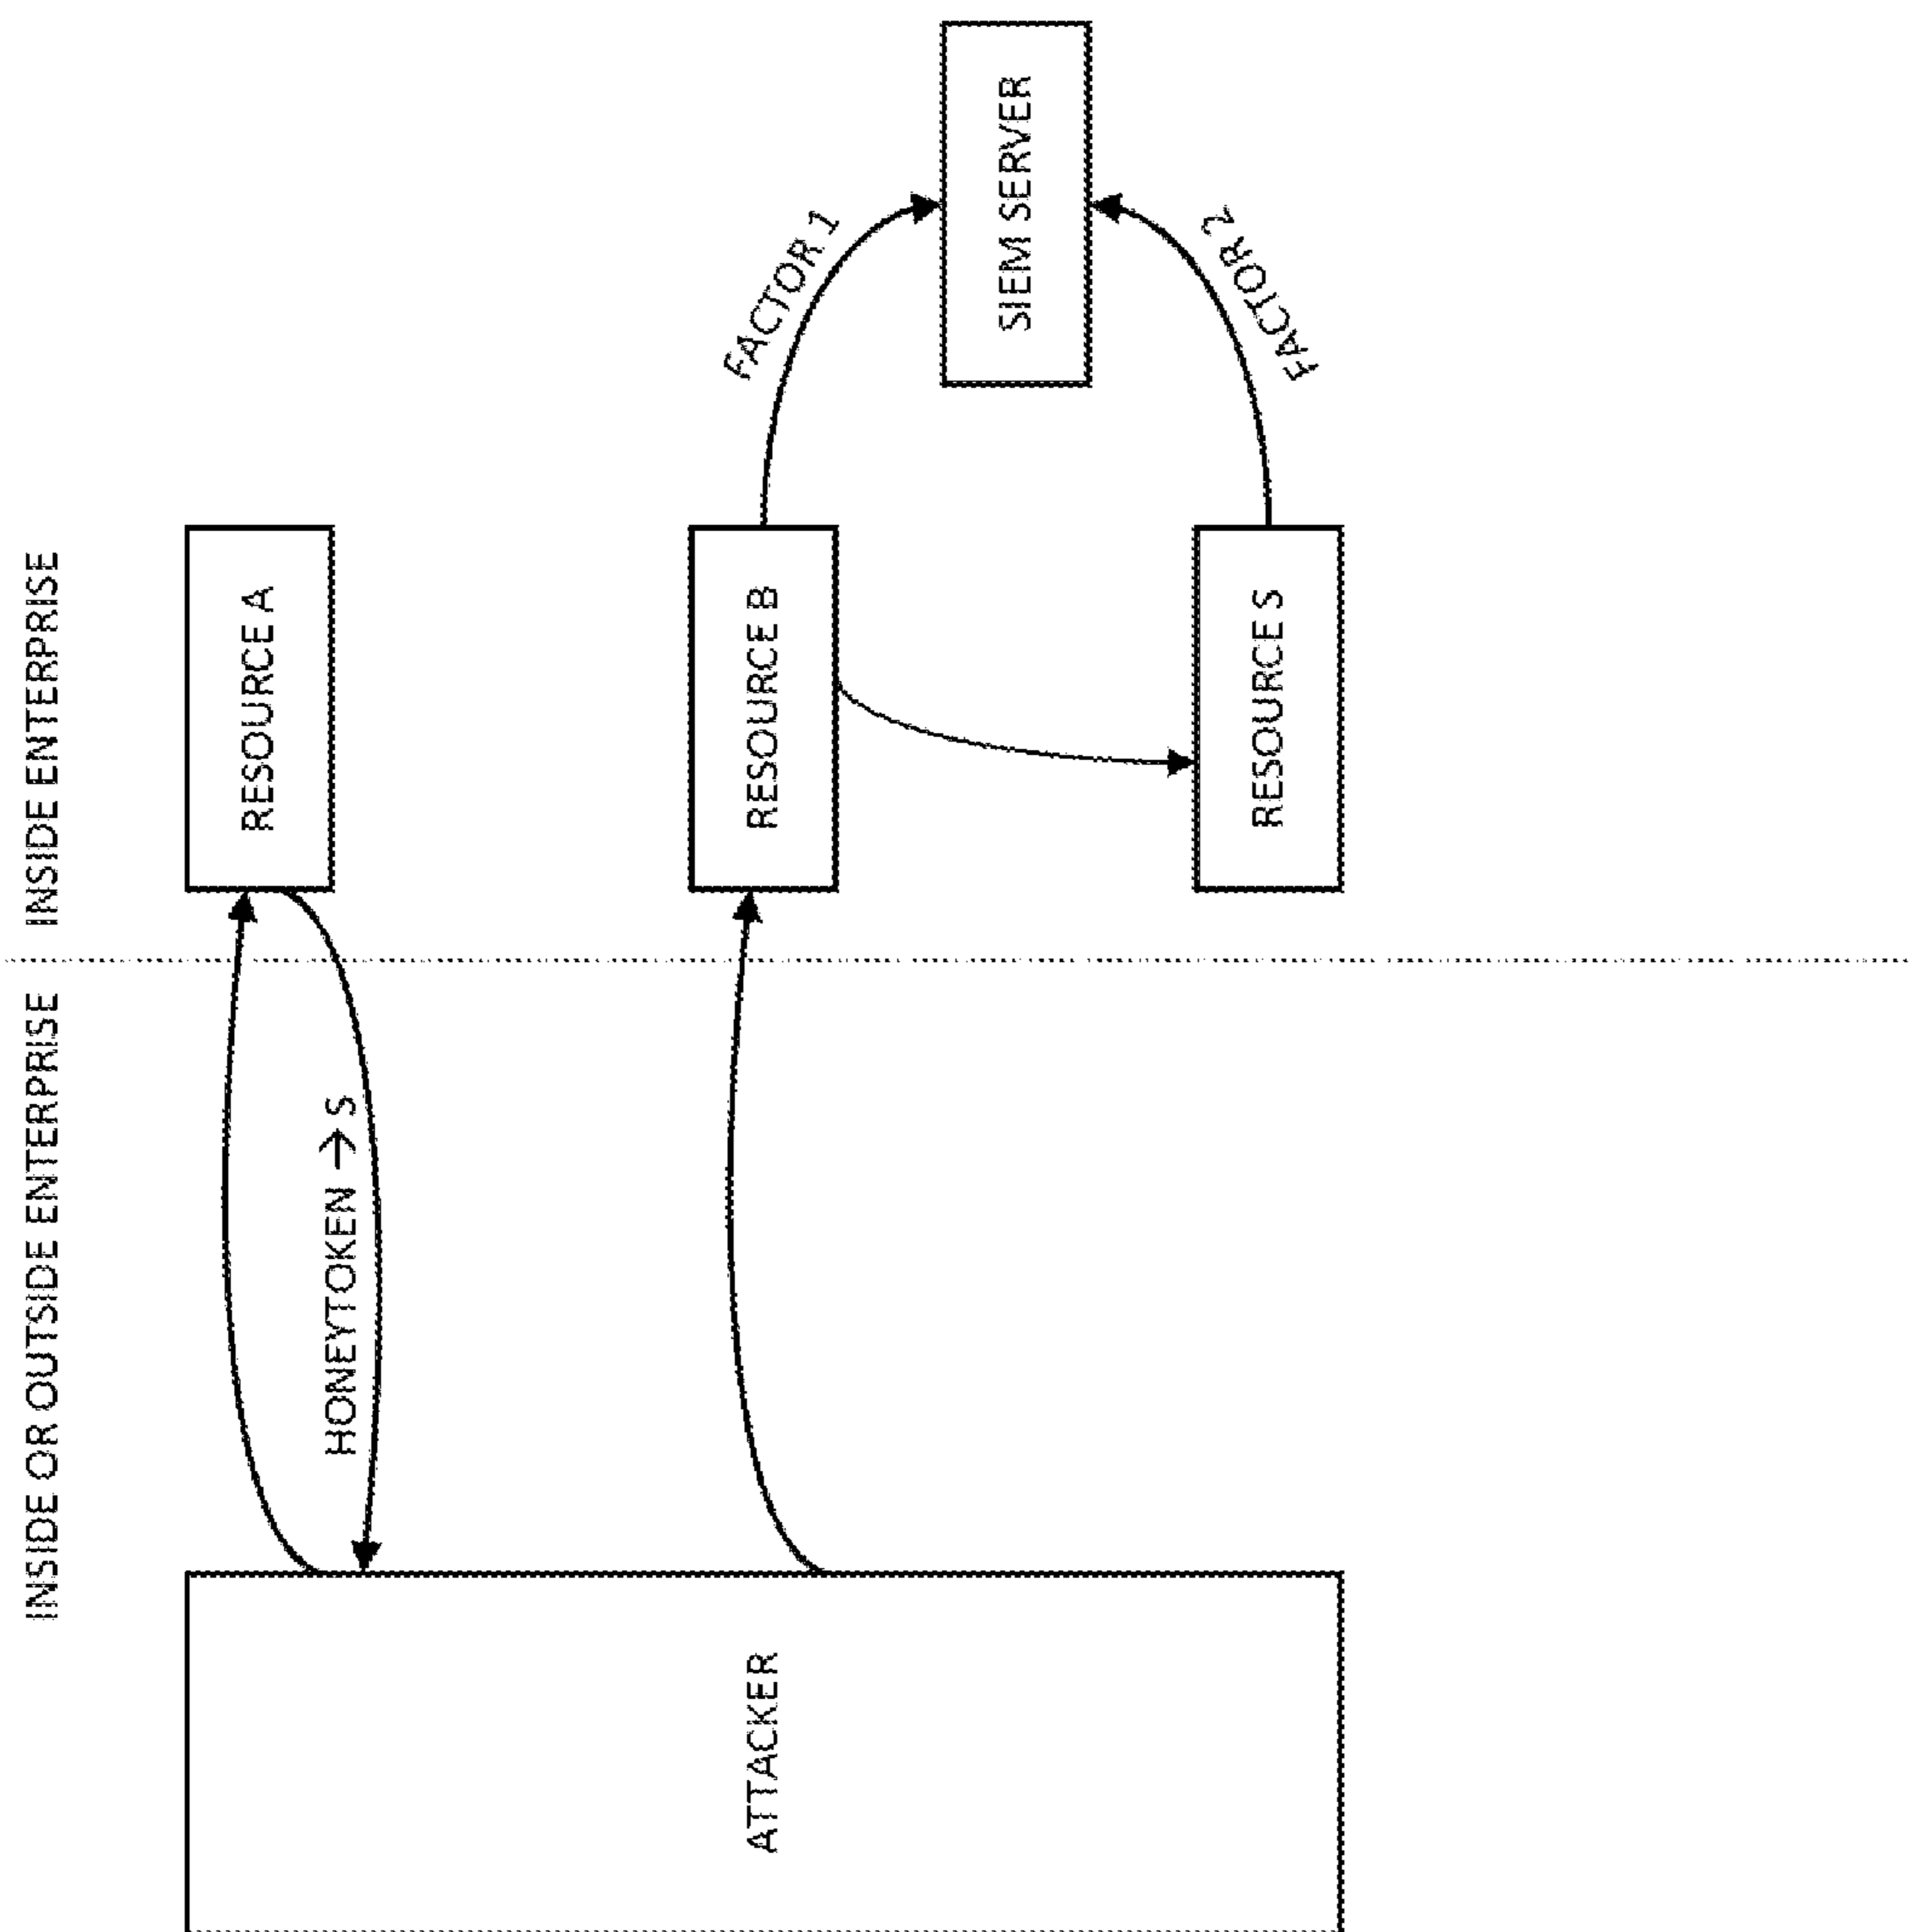 INSIDE OR OUTSIDE ENTERPRISE
INSIDE ENTERPRISE
RESOURCE A
HONEYTOKEN → S
ATTACKER
RESOURCE B
FACTOR 1
SIEM SERVER
FACTOR 2
RESOURCE S